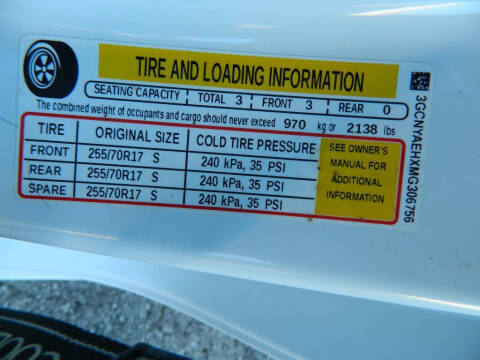 TIRE AND LOADING INFORMATION
SEATING CAPACITY TOTAL 3 FRONT 3 REAR 0
The combined weight of occupants and cargo should never exceed 970 kg or 2138 lbs
TIRE ORIGINAL SIZE COLD TIRE PRESSURE
FRONT 255/70R17 S 240 kPa, 35 PSI
REAR 255/70R17 S 240 kPa, 35 PSI
SPARE 255/70R17 S 240 kPa, 35 PSI
SEE OWNER'S
MANUAL FOR
ADDITIONAL
INFORMATION
3GCNYAEHXMG306756